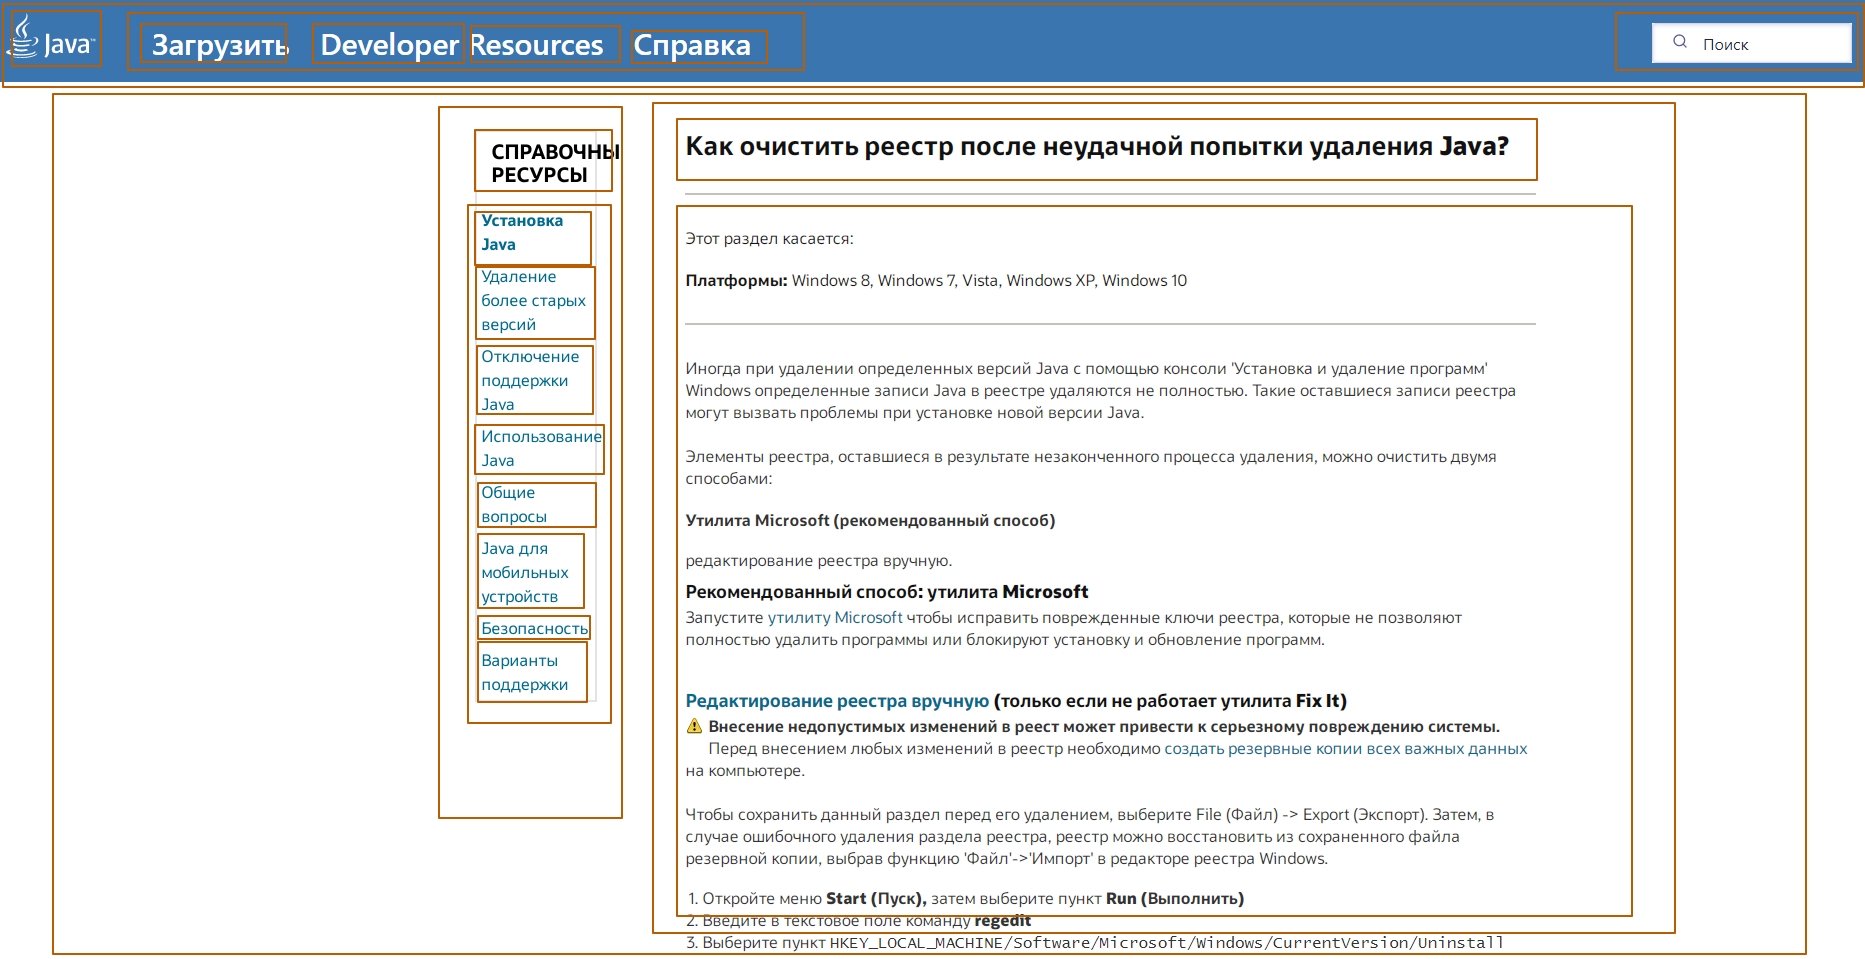 Java
Загрузить Developer Resources Справка
Поиск
СПРАВОЧНЫ
РЕСУРСЫ
Установка
Java
Удаление
более старых
версий
Отключение
поддержки
Java
Использование
Java
Общие
вопросы
Java для
мобильных
устройств
Безопасность
Варианты
поддержки
Как очистить реестр после неудачной попытки удаления Java?
Этот раздел касается:
Платформы: Windows 8, Windows 7, Vista, Windows XP, Windows 10
Иногда при удалении определенных версий Java с помощью консоли 'Установка и удаление программ'
Windows определенные записи Java в реестре удаляются не полностью. Такие оставшиеся записи реестра
могут вызвать проблемы при установке новой версии Java.
Элементы реестра, оставшиеся в результате незаконченного процесса удаления, можно очистить двумя
способами:
Утилита Microsoft (рекомендованный способ)
редактирование реестра вручную.
Рекомендованный способ: утилита Microsoft
Запустите утилиту Microsoft чтобы исправить поврежденные ключи реестра, которые не позволяют
полностью удалить программы или блокируют установку и обновление программ.
Редактирование реестра вручную (только если не работает утилита Fix It)
Внесение недопустимых изменений в реест может привести к серьезному повреждению системы.
Перед внесением любых изменений в реестр необходимо создать резервные копии всех важных данных
на компьютере.
Чтобы сохранить данный раздел перед его удалением, выберите File (Файл) -> Export (Экспорт). Затем, в
случае ошибочного удаления раздела реестра, реестр можно восстановить из сохраненного файла
резервной копии, выбрав функцию 'Файл'->'Импорт' в редакторе реестра Windows.
1. Откройте меню Start (Пуск), затем выберите пункт Run (Выполнить)
2. Введите в текстовое поле команду regedit
3. Выберите пункт HKEY_LOCAL_MACHINE/Software/Microsoft/Windows/CurrentVersion/Uninstall